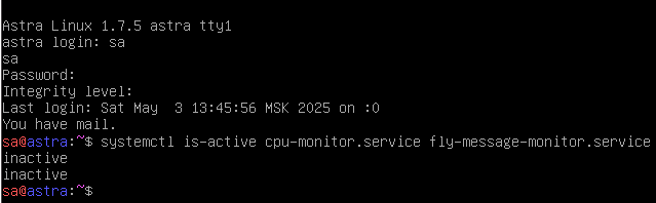 Astra Linux 1.7.5 astra tty1
astra login: sa
sa
Password:
Integrity level:
Last login: Sat May  3 13:45:56 MSK 2025 on :0
You have mail.
sa@astra:~$ systemctl is-active cpu-monitor.service fly-message-monitor.service
inactive
inactive
sa@astra:~$